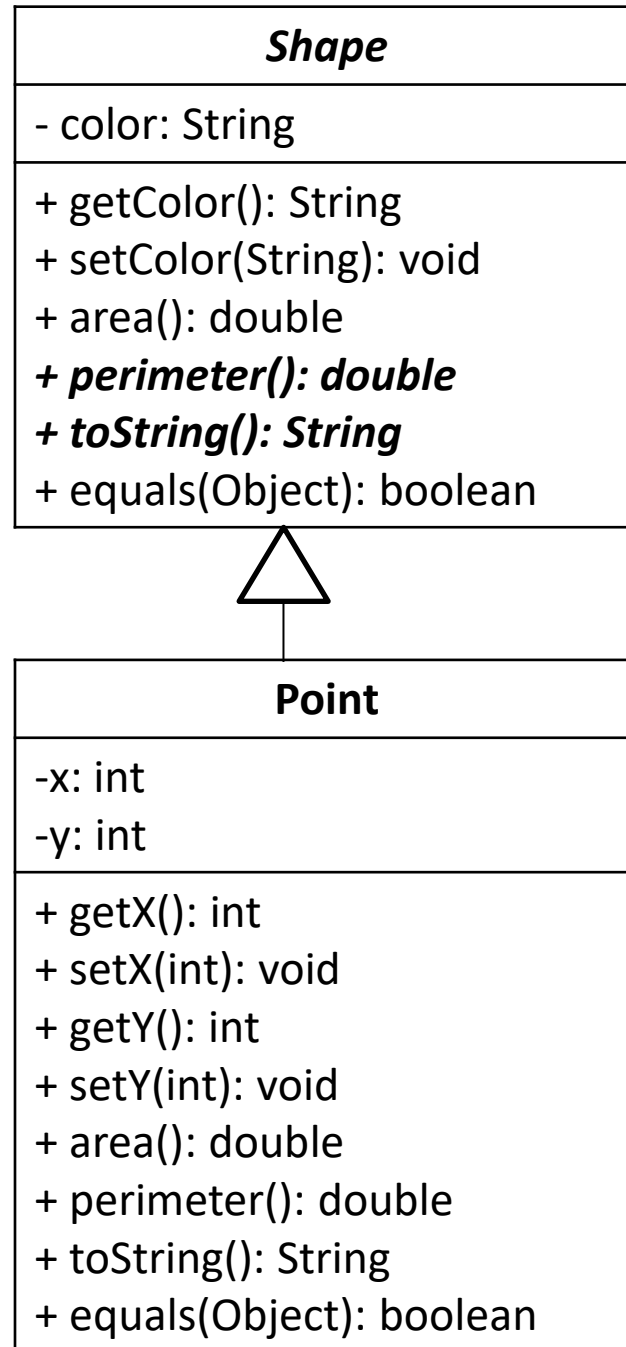 Shape
- color: String
+ getColor(): String
+ setColor(String): void
+ area(): double
+ perimeter(): double
+ toString(): String
+ equals(Object): boolean
Point
-x: int
-y: int
+ getX(): int
+ setX(int): void
+ getY(): int
+ setY(int): void
+ area(): double
+ perimeter(): double
+ toString(): String
+ equals(Object): boolean